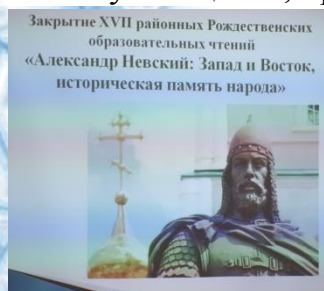 Закрытие XVII районных Рождественских
образовательных чтений
«Александр Невский: Запад и Восток,
историческая память народа»